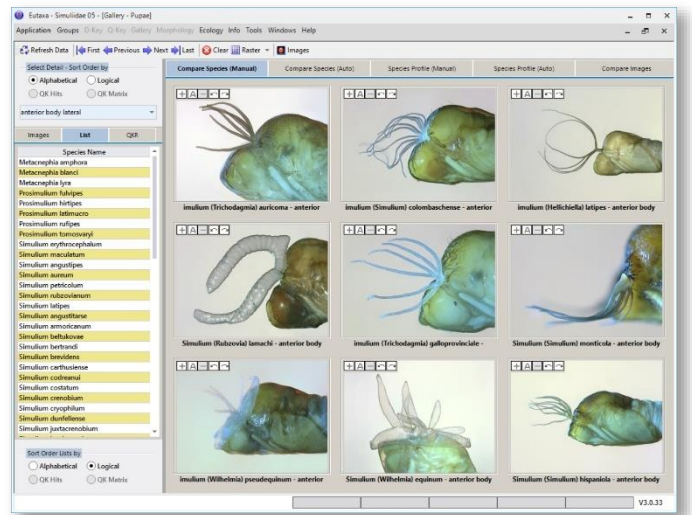 Eutaxa - Simuliidae 05 - [Gallery - Pupae]
Application Groups D-Key Q-Key Gallery Morphology Ecology Info Tools Windows Help
Refresh Data First Previous Next Last Clear Raster Images
Select Detail - Sort Order by
Alphabetical Logical
QK Hits QK Matrix
anterior body lateral
Images List QKR
Species Name
Metacnephia amphora
Metacnephia blanci
Metacnephia lyra
Prosimulium fulvipes
Prosimulium hirtipes
Prosimulium latimucro
Prosimulium rufipes
Prosimulium tomosvaryi
Simulium erythrocephalum
Simulium maculatum
Simulium angustipes
Simulium aureum
Simulium petricolum
Simulium rubzovianum
Simulium latipes
Simulium angustitarse
Simulium armoricanum
Simulium beltukovae
Simulium bertrandi
Simulium brevidens
Simulium carthusiense
Simulium codreanui
Simulium costatum
Simulium crenobium
Simulium cryophilum
Simulium dunfellense
Simulium juxtacrenobium
Sort Order Lists by
Alphabetical Logical
QK Hits QK Matrix
Compare Species (Manual) Compare Species (Auto) Species Profile (Manual) Species Profile (Auto) Compare Images
+ A -
+ A -
+ A -
imulium (Trichodagmia) auricoma - anterior
imulium (Simulium) colombaschense - anterior
imulium (Hellichiella) latipes - anterior body
+ A -
+ A -
+ A -
Simulium (Rubzovia) lamachi - anterior body
imulium (Trichodagmia) galloprovinciale -
Simulium (Simulium) monticola - anterior body
+ A -
+ A -
+ A -
imulium (Wilhelmia) pseudequinum - anterior
Simulium (Wilhelmia) equinum - anterior body
Simulium (Simulium) hispaniola - anterior body
V3.0.33